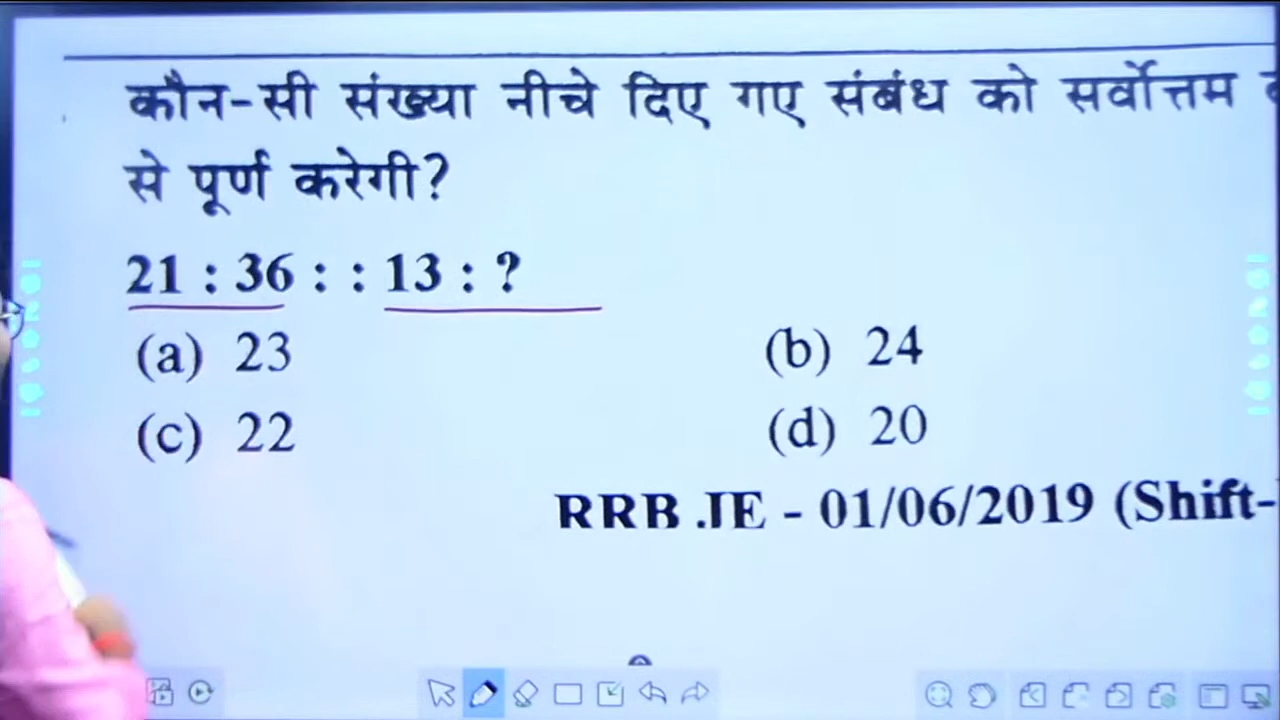 कौन-सी संख्या नीचे दिए गए संबंध को सर्वोत्तम
से पूर्ण करेगी?
21 : 36 : : 13 : ?
(a) 23 (b) 24
(c) 22 (d) 20
RRB JE - 01/06/2019 (Shift-